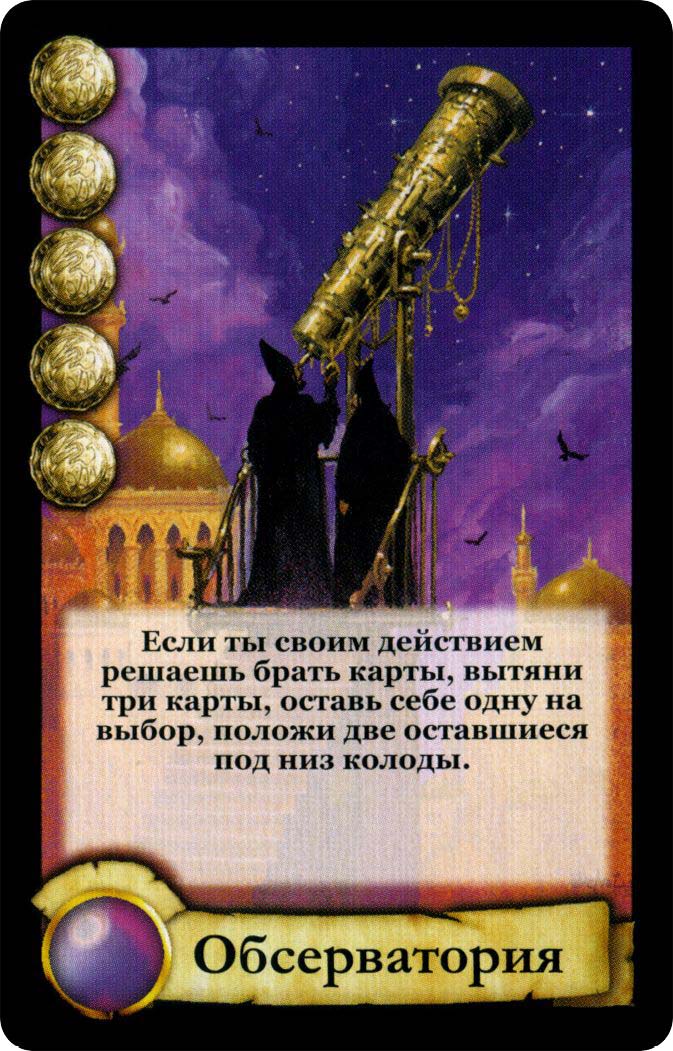 Если ты своим действием
решаешь брать карты, вытяни
три карты, оставь себе одну на
выбор, положи две оставшиеся
под низ колоды.
Обсерватория